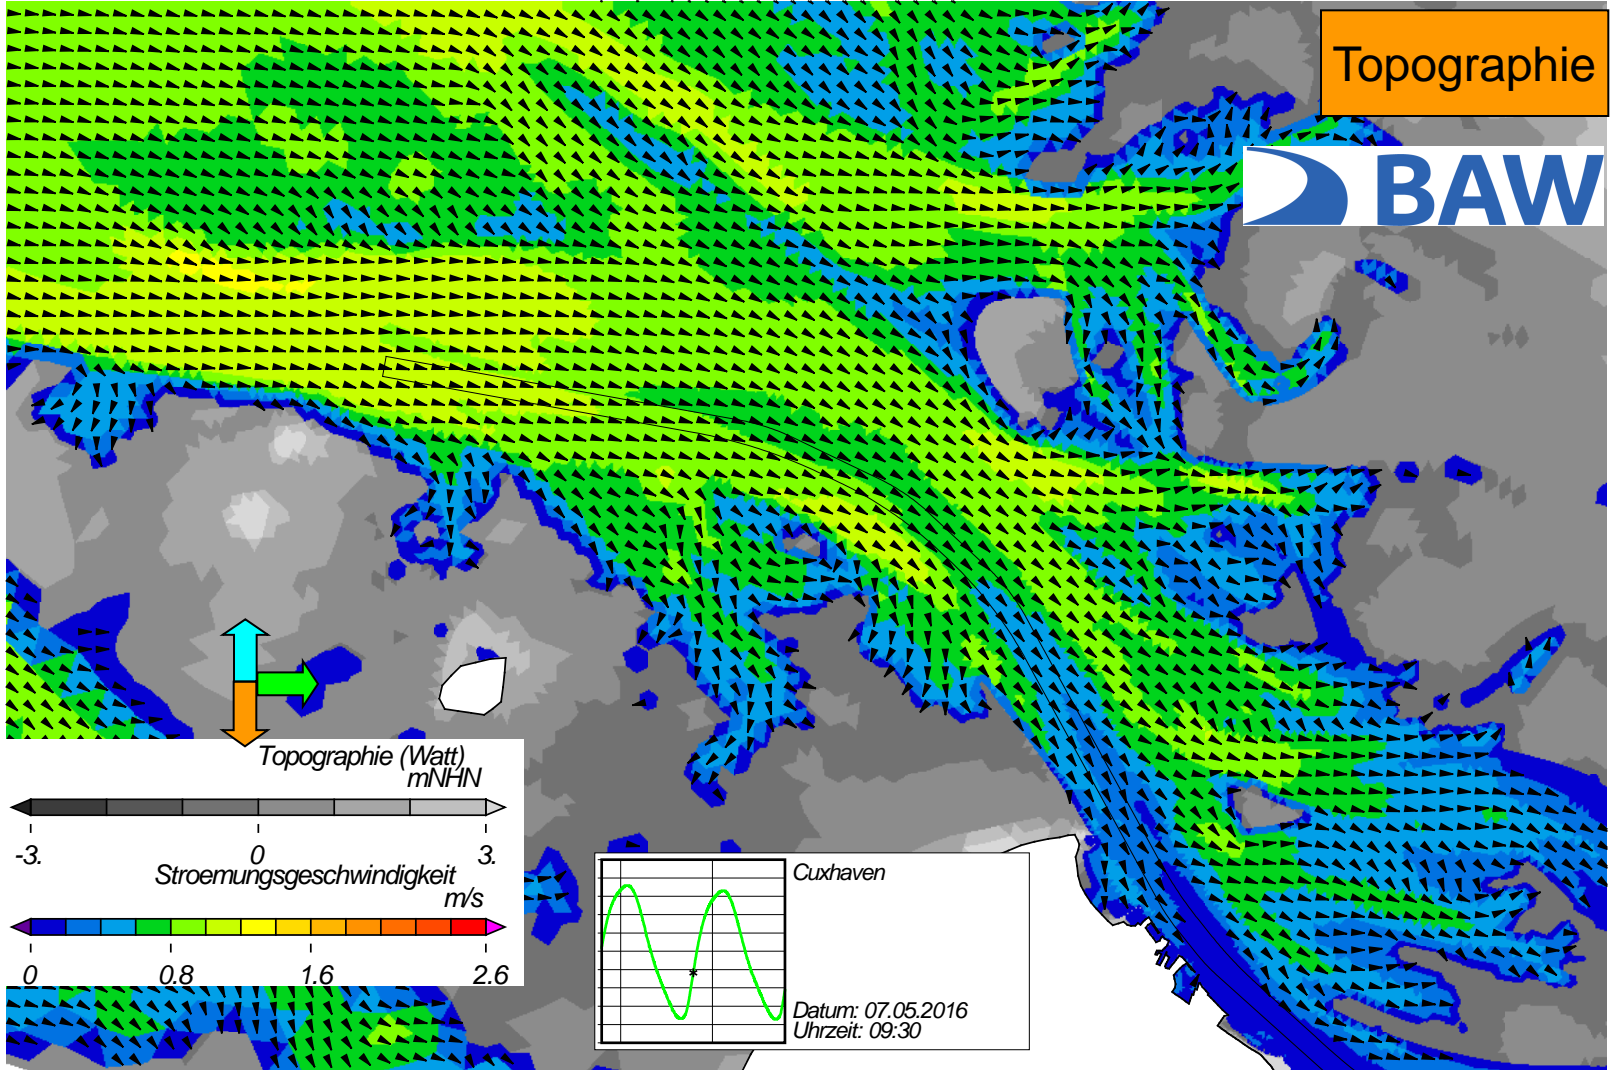 Topographie
BAW
Topographie (Watt)
mNHN
-3. 0 3.
Stroemungsgeschwindigkeit
m/s
0 0.8 1.6 2.6
Cuxhaven
Datum: 07.05.2016
Uhrzeit: 09:30